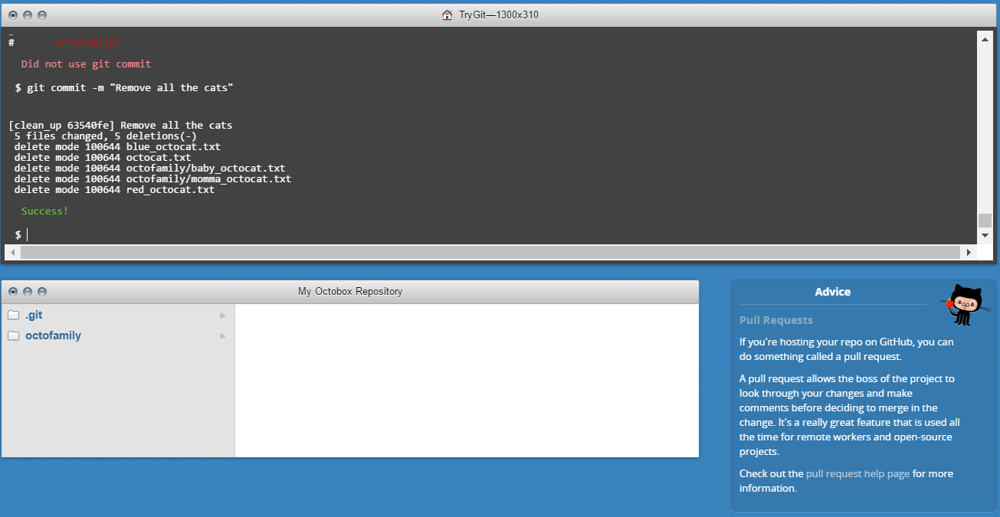 TryGit—1300x310
..
# octofamily/
Did not use git commit
$ git commit -m "Remove all the cats"
[clean_up 63540fe] Remove all the cats
5 files changed, 5 deletions(-)
delete mode 100644 blue_octocat.txt
delete mode 100644 octocat.txt
delete mode 100644 octofamily/baby_octocat.txt
delete mode 100644 octofamily/momma_octocat.txt
delete mode 100644 red_octocat.txt
Success!
$
My Octobox Repository
.git
octofamily
Advice
Pull Requests
If you're hosting your repo on GitHub, you can
do something called a pull request.
A pull request allows the boss of the project to
look through your changes and make
comments before deciding to merge in the
change. It's a really great feature that is used all
the time for remote workers and open-source
projects.
Check out the pull request help page for more
information.